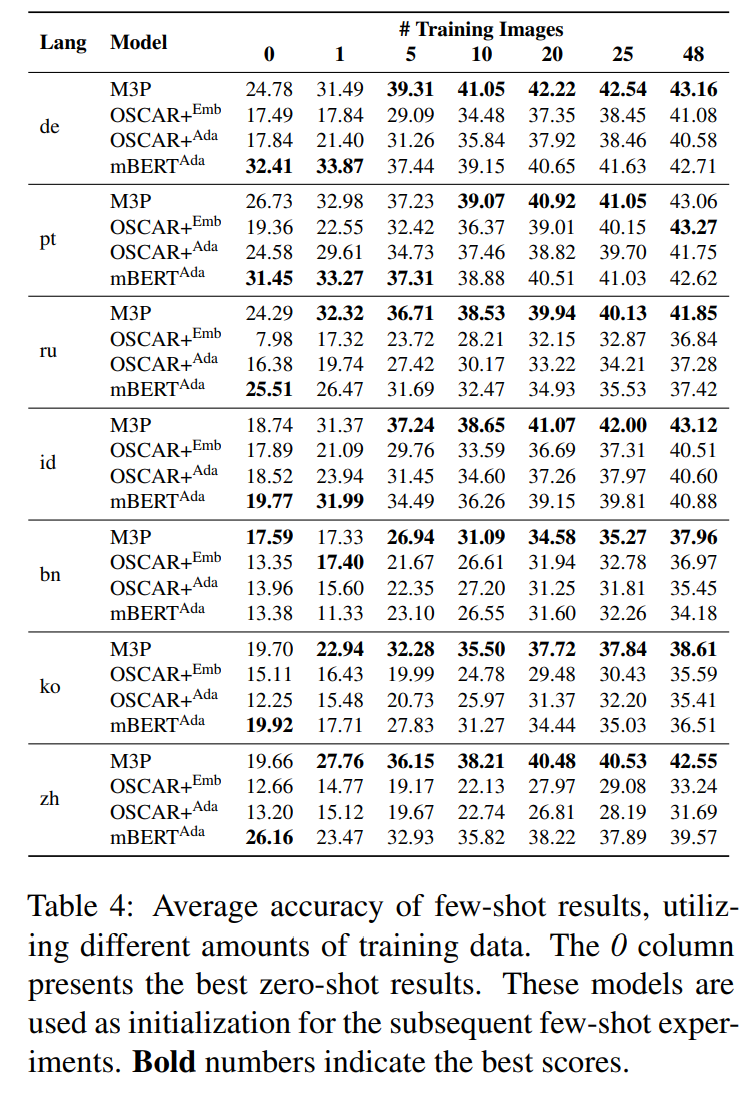 Lang Model # Training Images
0 1 5 10 20 25 48
de
M3P 24.78 31.49 39.31 41.05 42.22 42.54 43.16
OSCAR+Emb 17.49 17.84 29.09 34.48 37.35 38.45 41.08
OSCAR+Ada 17.84 21.40 31.26 35.84 37.92 38.46 40.58
mBERTAda 32.41 33.87 37.44 39.15 40.65 41.63 42.71
pt
M3P 26.73 32.98 37.23 39.07 40.92 41.05 43.06
OSCAR+Emb 19.36 22.55 32.42 36.37 39.01 40.15 43.27
OSCAR+Ada 24.58 29.61 34.73 37.46 38.82 39.70 41.75
mBERTAda 31.45 33.27 37.31 38.88 40.51 41.03 42.62
ru
M3P 24.29 32.32 36.71 38.53 39.94 40.13 41.85
OSCAR+Emb 7.98 17.32 23.72 28.21 32.15 32.87 36.84
OSCAR+Ada 16.38 19.74 27.42 30.17 33.22 34.21 37.28
mBERTAda 25.51 26.47 31.69 32.47 34.93 35.53 37.42
id
M3P 18.74 31.37 37.24 38.65 41.07 42.00 43.12
OSCAR+Emb 17.89 21.09 29.76 33.59 36.69 37.31 40.51
OSCAR+Ada 18.52 23.94 31.45 34.60 37.26 37.97 40.60
mBERTAda 19.77 31.99 34.49 36.26 39.15 39.81 40.88
bn
M3P 17.59 17.33 26.94 31.09 34.58 35.27 37.96
OSCAR+Emb 13.35 17.40 21.67 26.61 31.94 32.78 36.97
OSCAR+Ada 13.96 15.60 22.35 27.20 31.25 31.81 35.45
mBERTAda 13.38 11.33 23.10 26.55 31.60 32.26 34.18
ko
M3P 19.70 22.94 32.28 35.50 37.72 37.84 38.61
OSCAR+Emb 15.11 16.43 19.99 24.78 29.48 30.43 35.59
OSCAR+Ada 12.25 15.48 20.73 25.97 31.37 32.20 35.41
mBERTAda 19.92 17.71 27.83 31.27 34.44 35.03 36.51
zh
M3P 19.66 27.76 36.15 38.21 40.48 40.53 42.55
OSCAR+Emb 12.66 14.77 19.17 22.13 27.97 29.08 33.24
OSCAR+Ada 13.20 15.12 19.67 22.74 26.81 28.19 31.69
mBERTAda 26.16 23.47 32.93 35.82 38.22 37.89 39.57
Table 4: Average accuracy of few-shot results, utiliz-
ing different amounts of training data. The 0 column
presents the best zero-shot results. These models are
used as initialization for the subsequent few-shot exper-
iments. Bold numbers indicate the best scores.